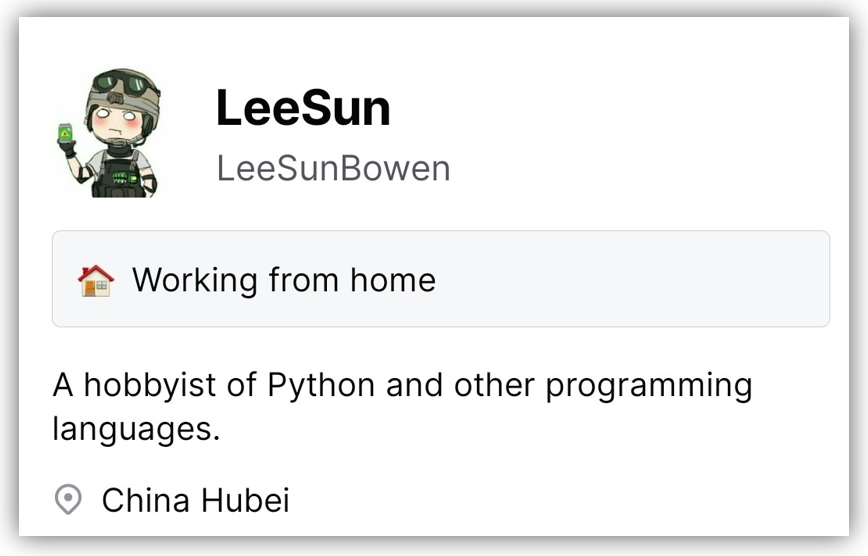 LeeSun
LeeSunBowen
Working from home
A hobbyist of Python and other programming
languages.
China Hubei